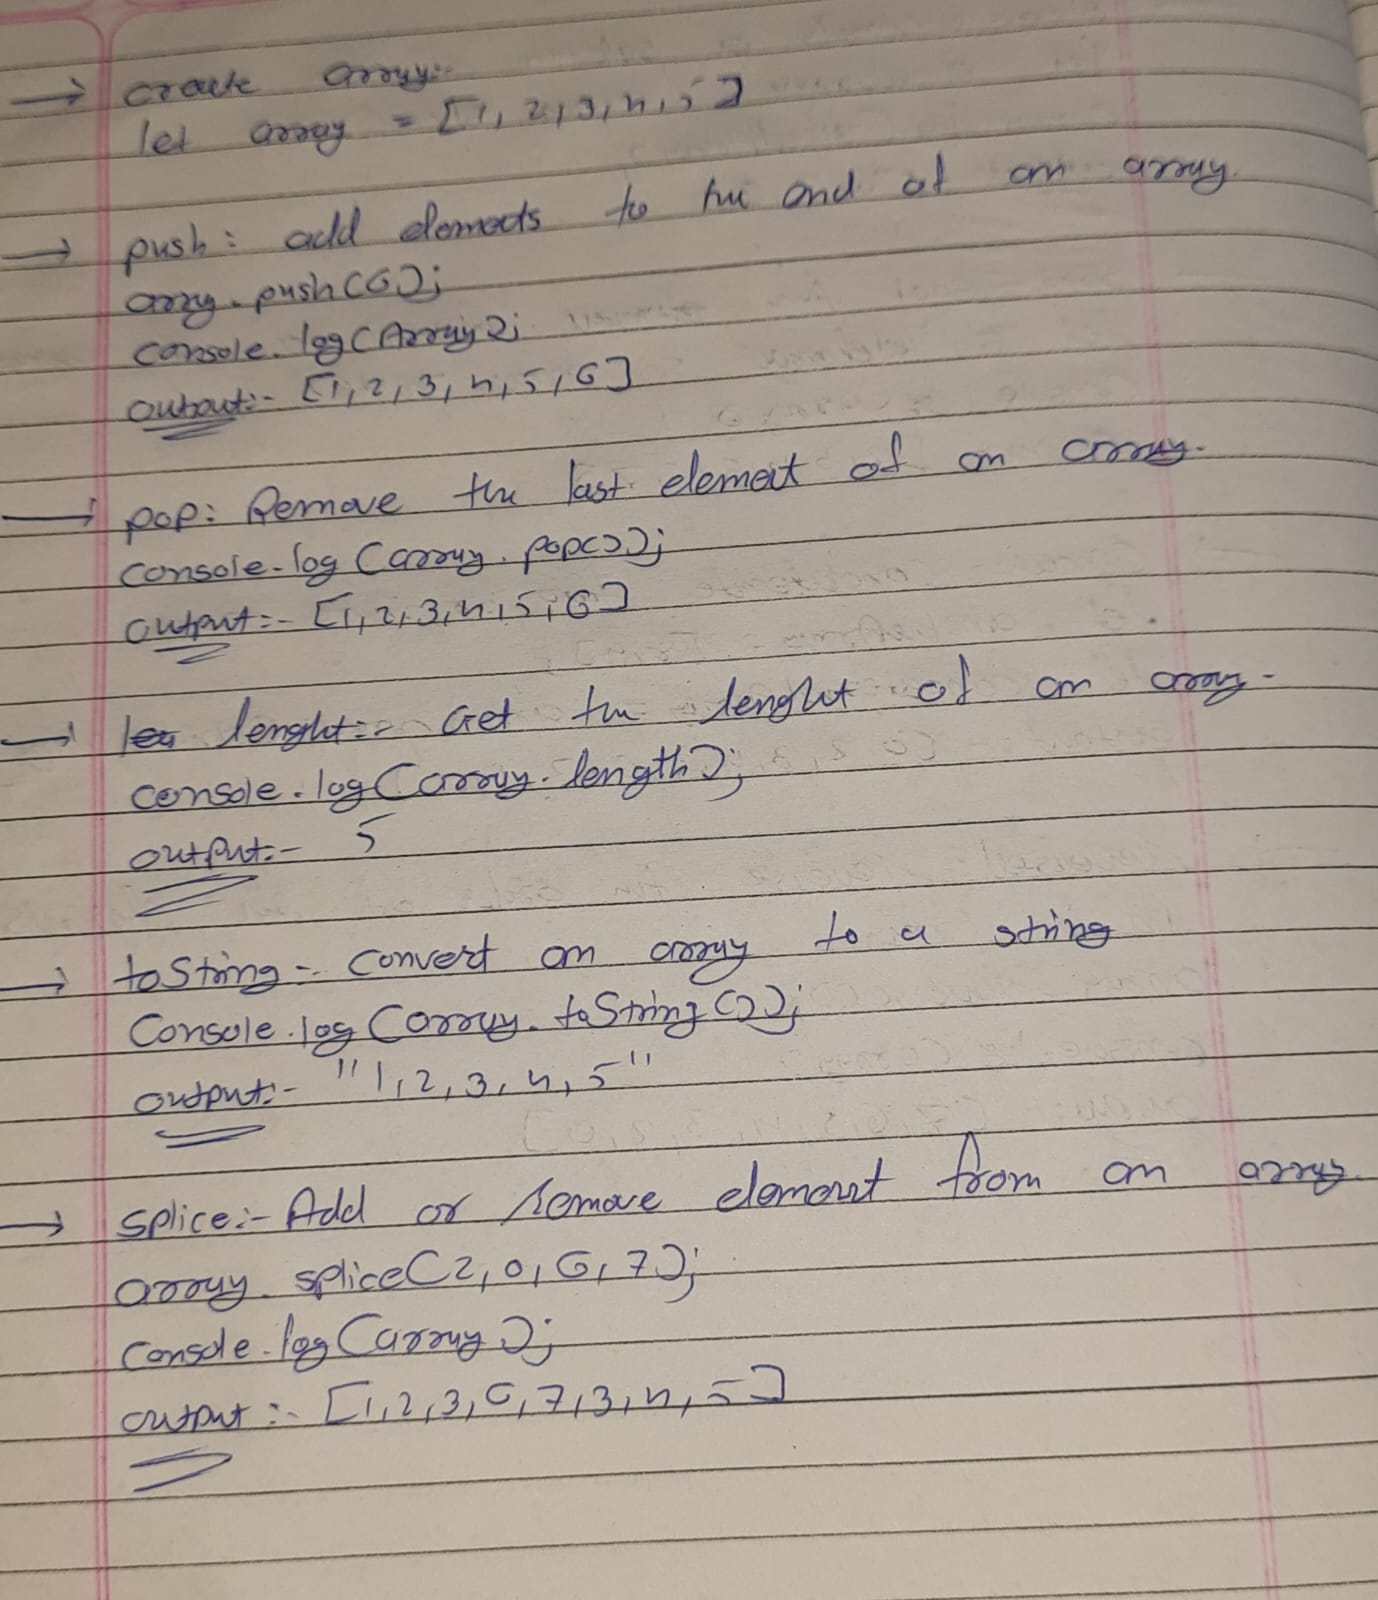 → create array:-
let array = [1, 2, 3, 4, 5]
→ push: add elements to the end of an array.
array.push(6);
console.log(Array);
output:- [1, 2, 3, 4, 5, 6]
→ pop: Remove the last element of an array.
console.log(array.pop());
output:- [1, 2, 3, 4, 5, 6]
→ lenght:- Get the lenght of an array-
console.log(array.length);
output:- 5
→ toString:- convert an array to a string
Console.log(array.toString());
output:- "1, 2, 3, 4, 5"
→ splice:- Add or remove element from an array.
array.splice(2, 0, 6, 7);
console.log(array);
output:- [1, 2, 3, 6, 7, 3, 4, 5]